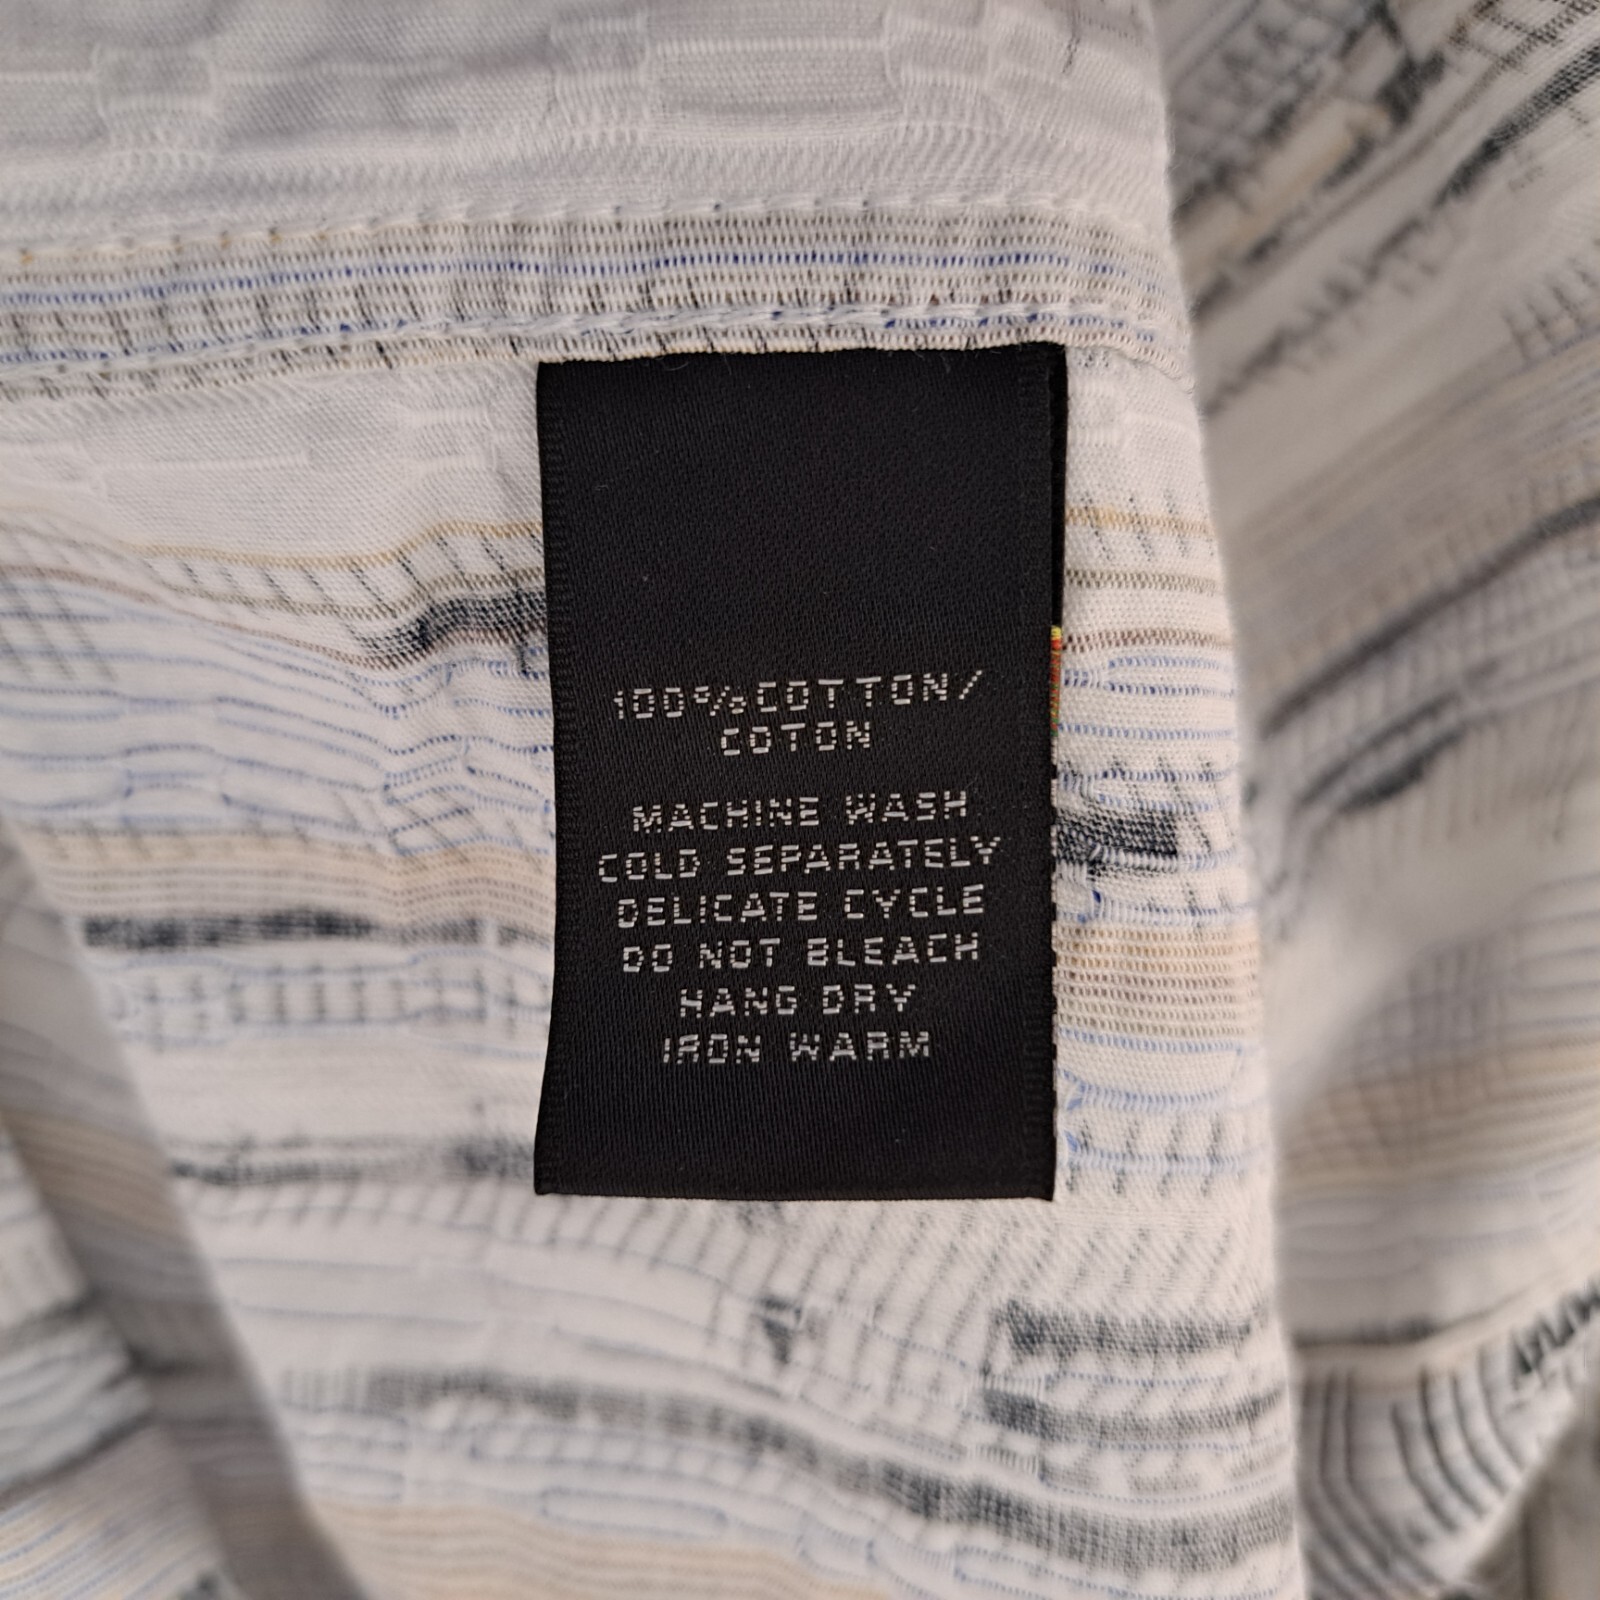 100%COTTON/
COTON
MACHINE WASH
COLD SEPARATELY
DELICATE CYCLE
DO NOT BLEACH
HANG DRY
IRON WARM